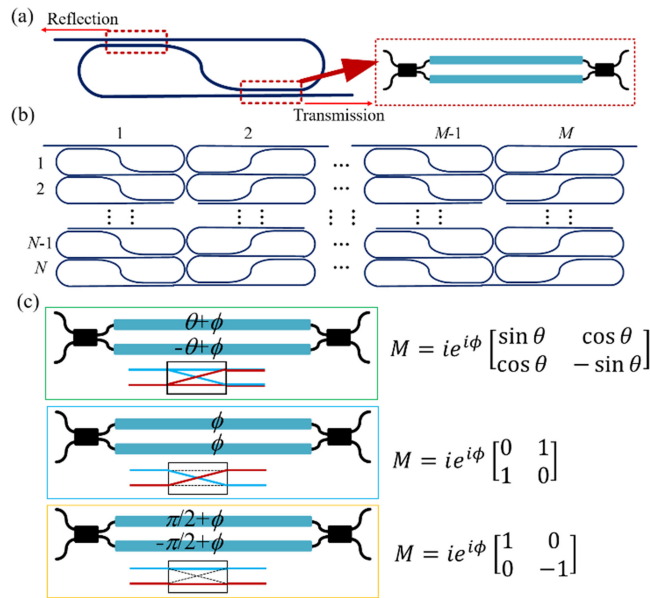 (a)
Reflection
Transmission
(b)
1 2 M-1 M
1
2
N-1
N
... ... ... ...
(c)
θ+ϕ
-θ+ϕ
M = ie^{iϕ} [sin θ cos θ
cos θ − sin θ]
ϕ
ϕ
M = ie^{iϕ} [0 1
1 0]
π/2+ϕ
-π/2+ϕ
M = ie^{iϕ} [1 0
0 −1]